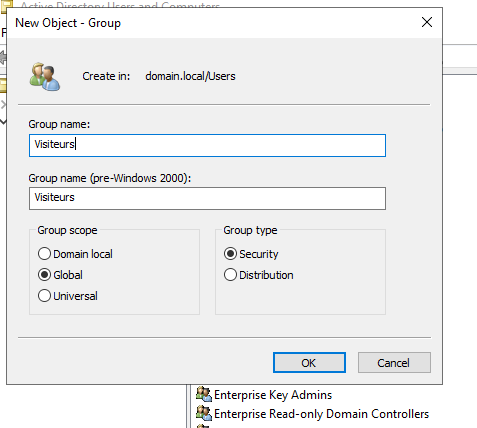 Active Directory Users and Computers
New Object - Group
Create in: domain.local/Users
Group name:
Visiteurs
Group name (pre-Windows 2000):
Visiteurs
Group scope
Domain local
Global
Universal
Group type
Security
Distribution
OK
Cancel
Enterprise Key Admins
Enterprise Read-only Domain Controllers